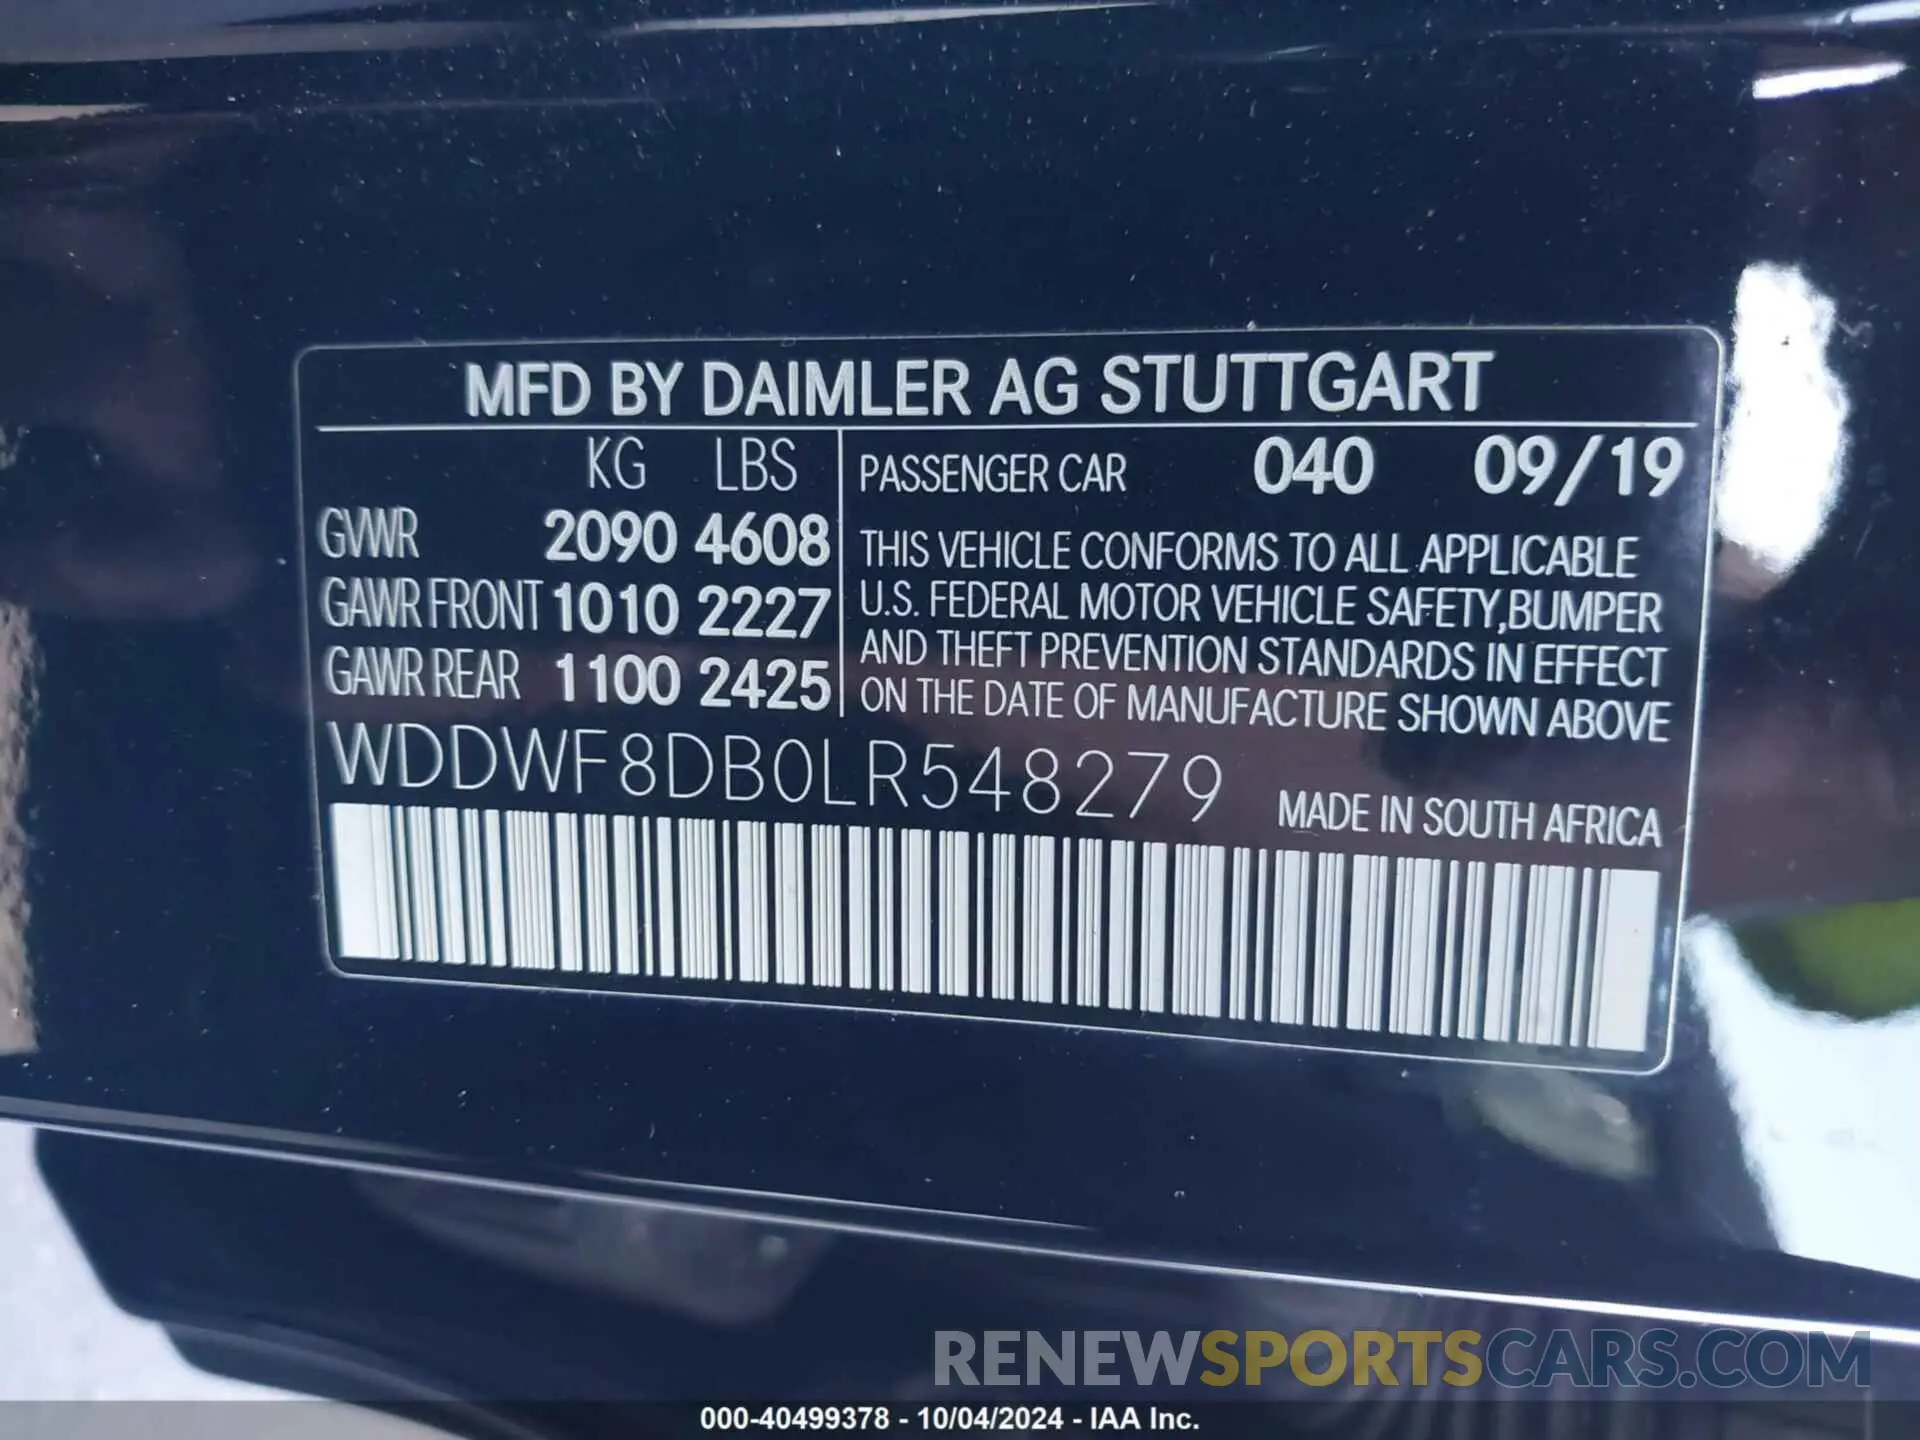 MFD BY DAIMLER AG STUTTGART
KG LBS
GVWR 2090 4608
GAWR FRONT 1010 2227
GAWR REAR 1100 2425
PASSENGER CAR 040 09/19
THIS VEHICLE CONFORMS TO ALL APPLICABLE
U.S. FEDERAL MOTOR VEHICLE SAFETY,BUMPER
AND THEFT PREVENTION STANDARDS IN EFFECT
ON THE DATE OF MANUFACTURE SHOWN ABOVE
WDDWF8DB0LR548279
MADE IN SOUTH AFRICA
RENEWSPORTSCARS.COM
000-40499378 - 10/04/2024 - IAA Inc.